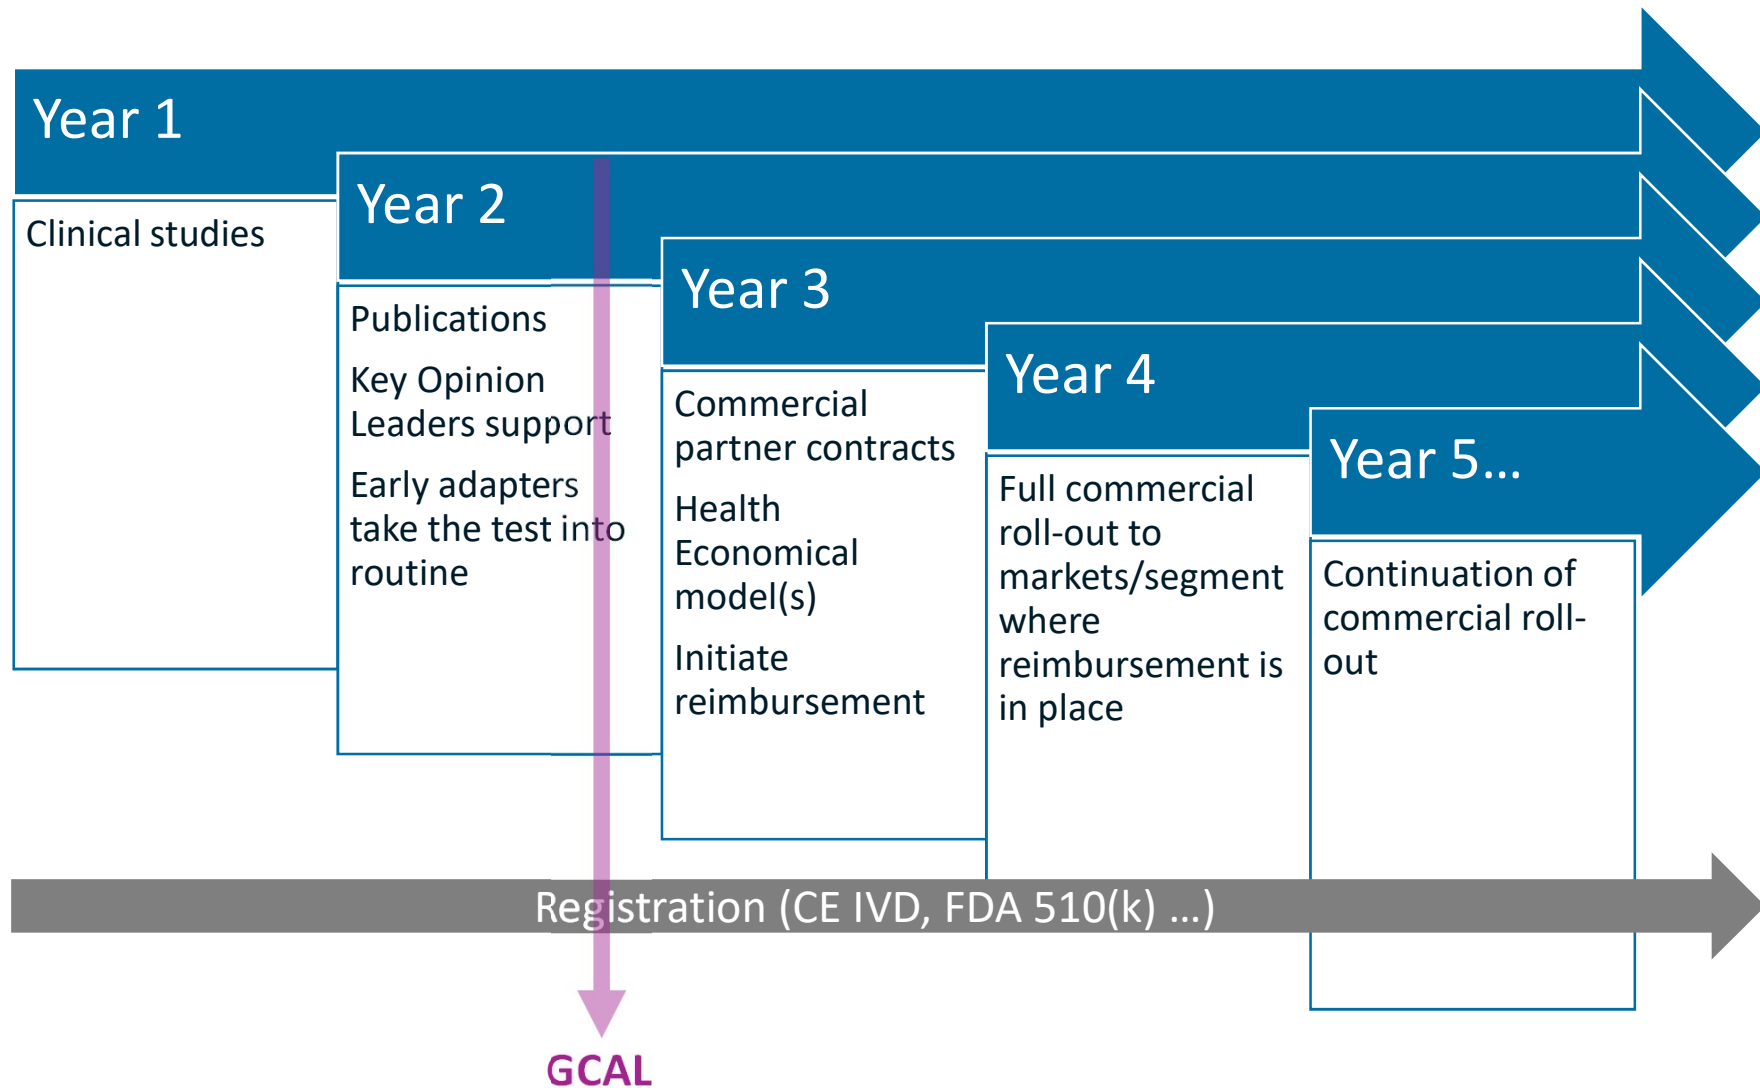 Year 1
Clinical studies
Year 2
Publications
Key Opinion
Leaders support
Early adapters
take the test into
routine
Year 3
Commercial
partner contracts
Health
Economical
model(s)
Initiate
reimbursement
Year 4
Full commercial
roll-out to
markets/segment
where
reimbursement is
in place
Year 5...
Continuation of
commercial roll-
out
Registration (CE IVD, FDA 510(k) ...)
GCAL